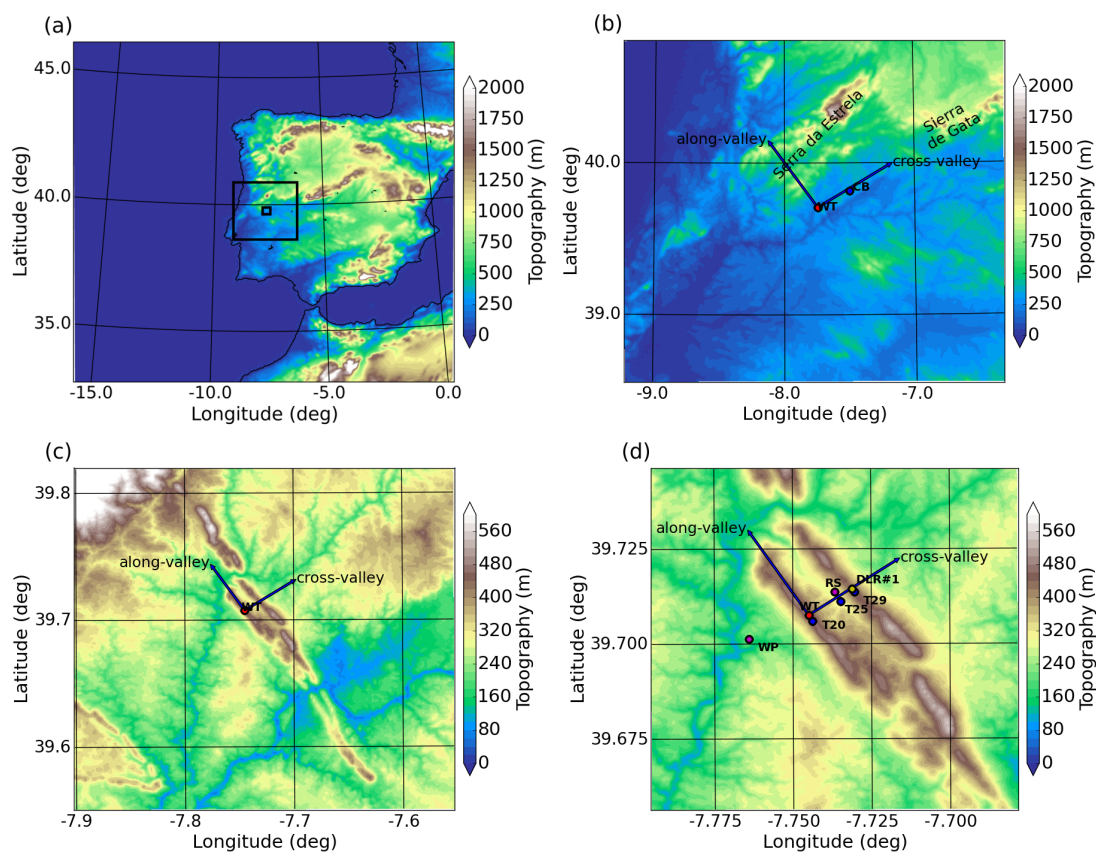 (a)
45.0
40.0
35.0
-15.0
-10.0
-5.0
0.0
Longitude (deg)
Latitude (deg)
2000
1750
1500
1250
1000
750
500
250
0
Topography (m)
(b)
40.0
39.0
-9.0
-8.0
-7.0
Longitude (deg)
Latitude (deg)
along-valley
Serra da Estrela
Sierra
de Gata
cross-valley
CB
WT
2000
1750
1500
1250
1000
750
500
250
0
Topography (m)
(c)
39.8
39.7
39.6
-7.9
-7.8
-7.7
-7.6
Longitude (deg)
Latitude (deg)
along-valley
cross-valley
WT
560
480
400
320
240
160
80
0
Topography (m)
(d)
39.725
39.700
39.675
-7.775
-7.750
-7.725
-7.700
Longitude (deg)
Latitude (deg)
along-valley
cross-valley
RS
DLR#1
WT
T29
T25
T20
WP
560
480
400
320
240
160
80
0
Topography (m)